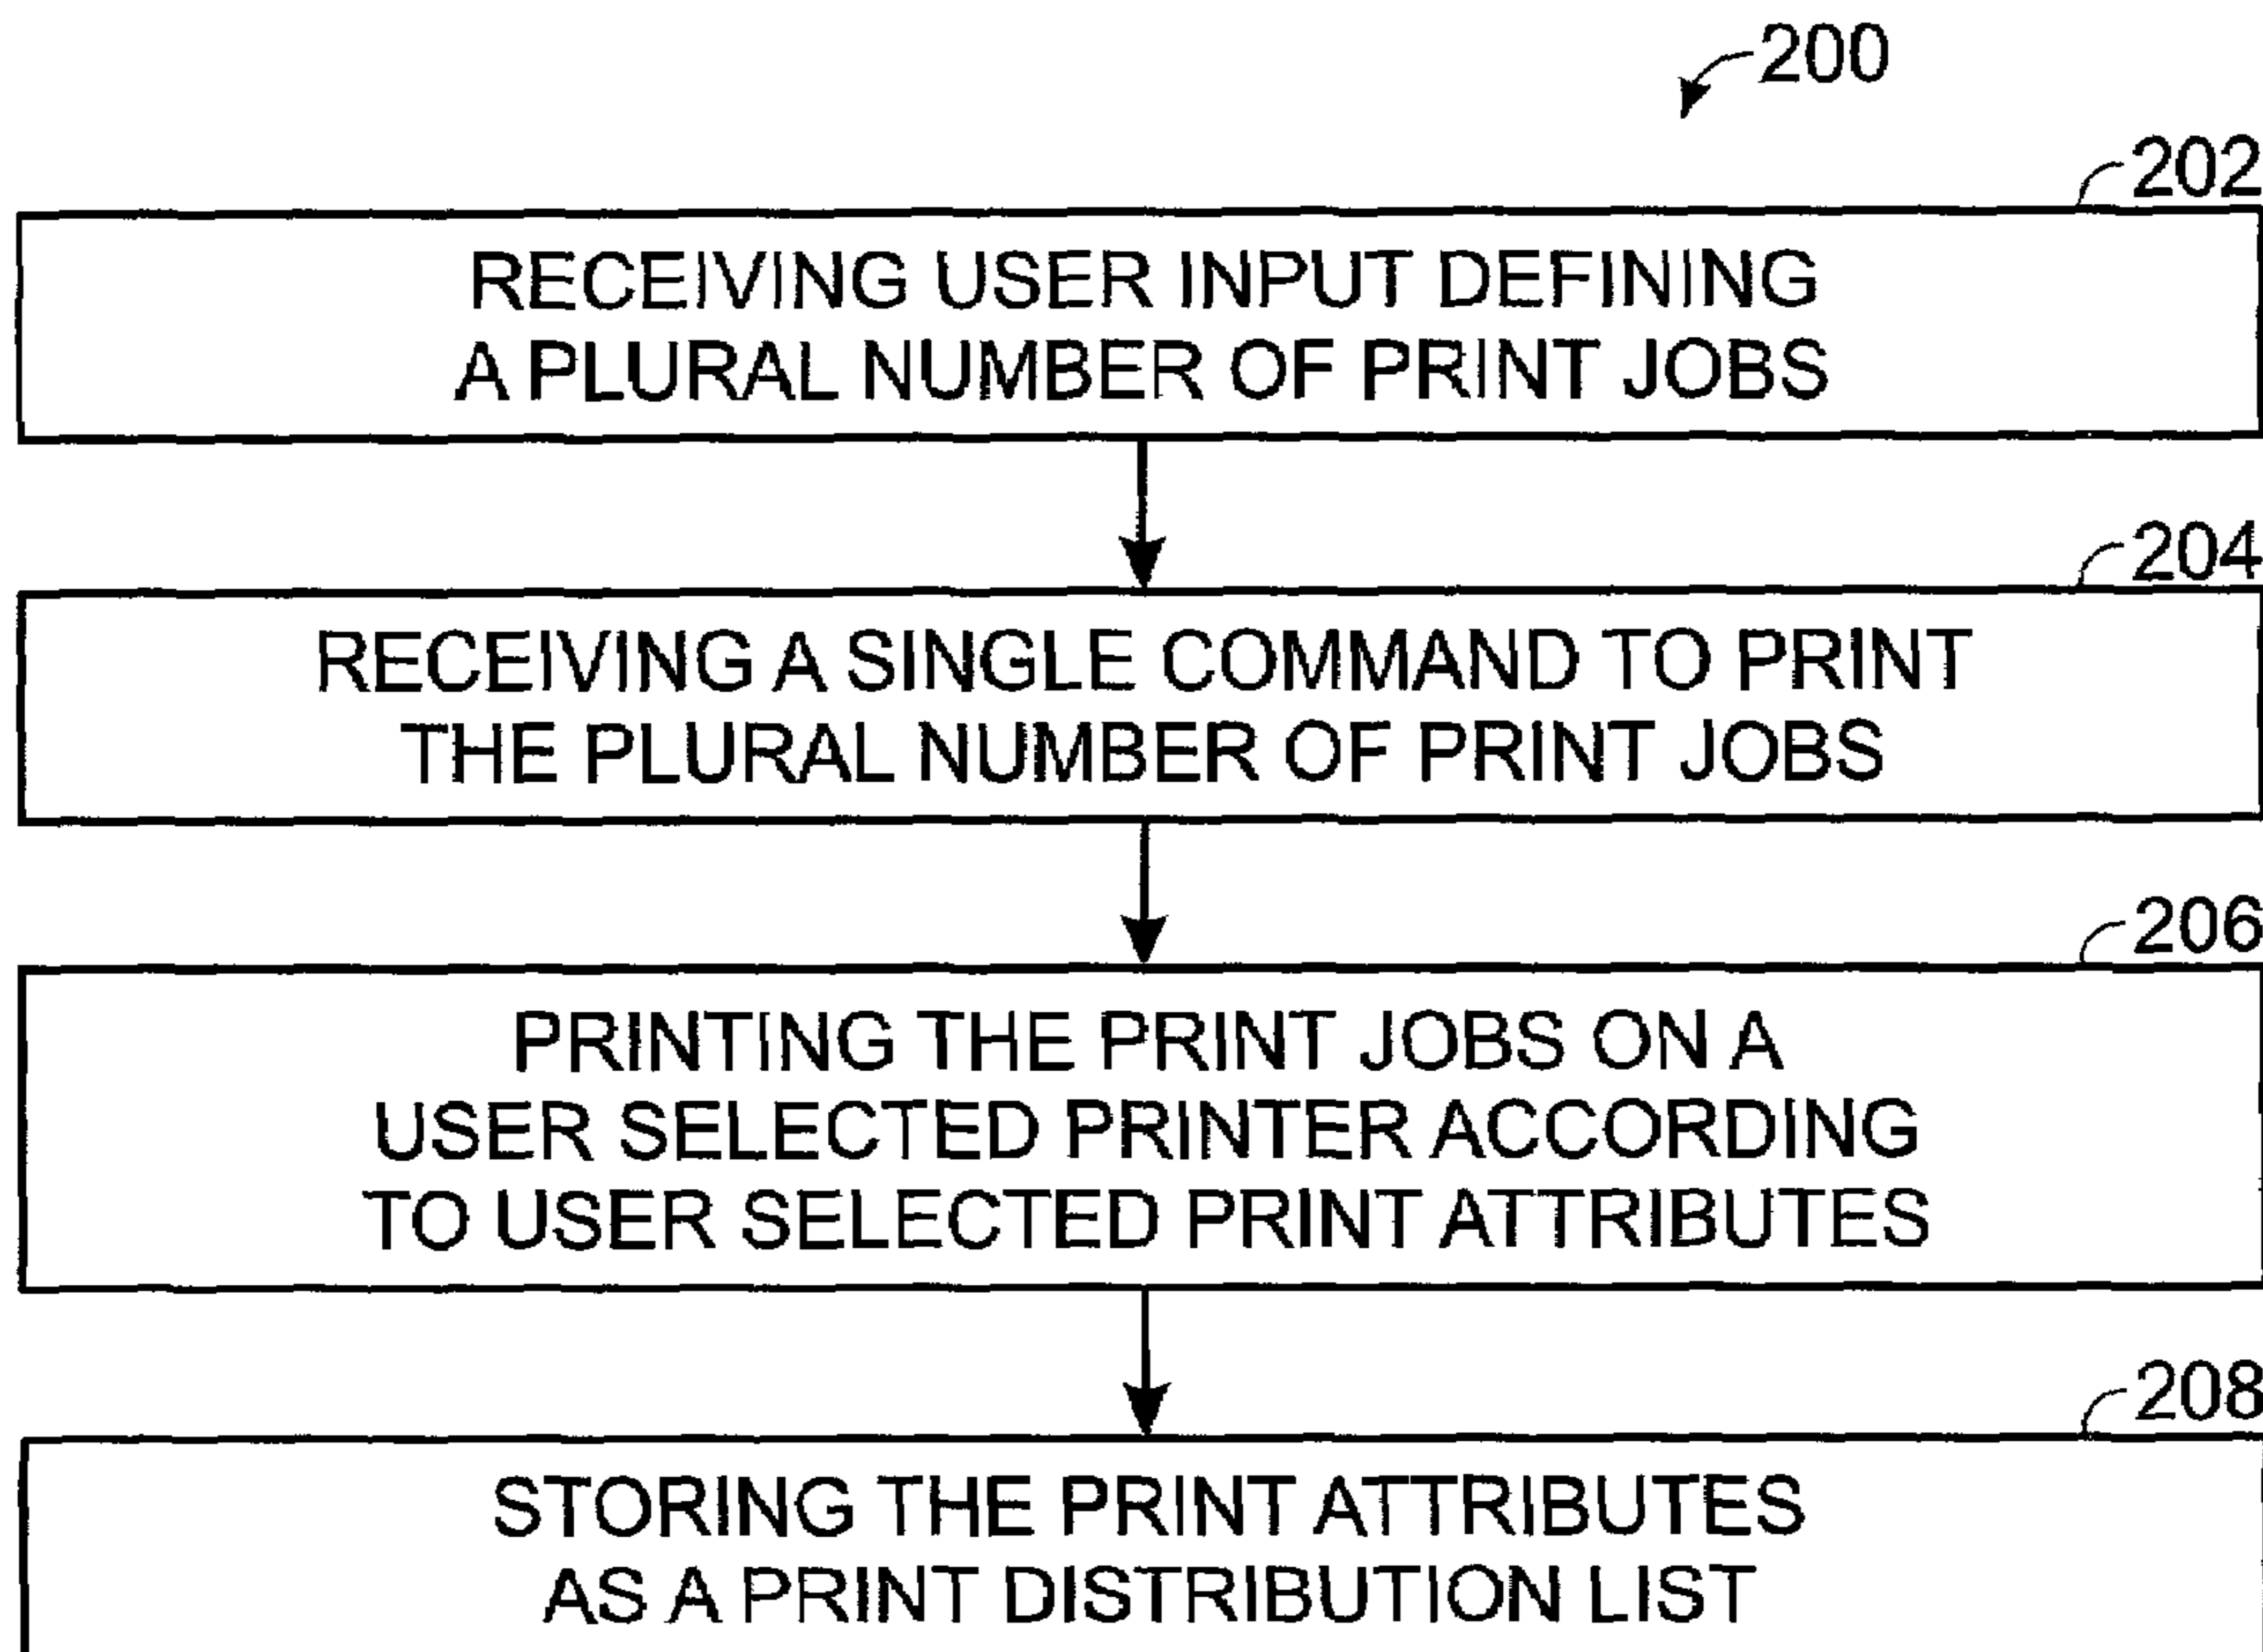 200
202
RECEIVING USER INPUT DEFINING
A PLURAL NUMBER OF PRINT JOBS
204
RECEIVING A SINGLE COMMAND TO PRINT
THE PLURAL NUMBER OF PRINT JOBS
206
PRINTING THE PRINT JOBS ON A
USER SELECTED PRINTER ACCORDING
TO USER SELECTED PRINT ATTRIBUTES
208
STORING THE PRINT ATTRIBUTES
AS A PRINT DISTRIBUTION LIST